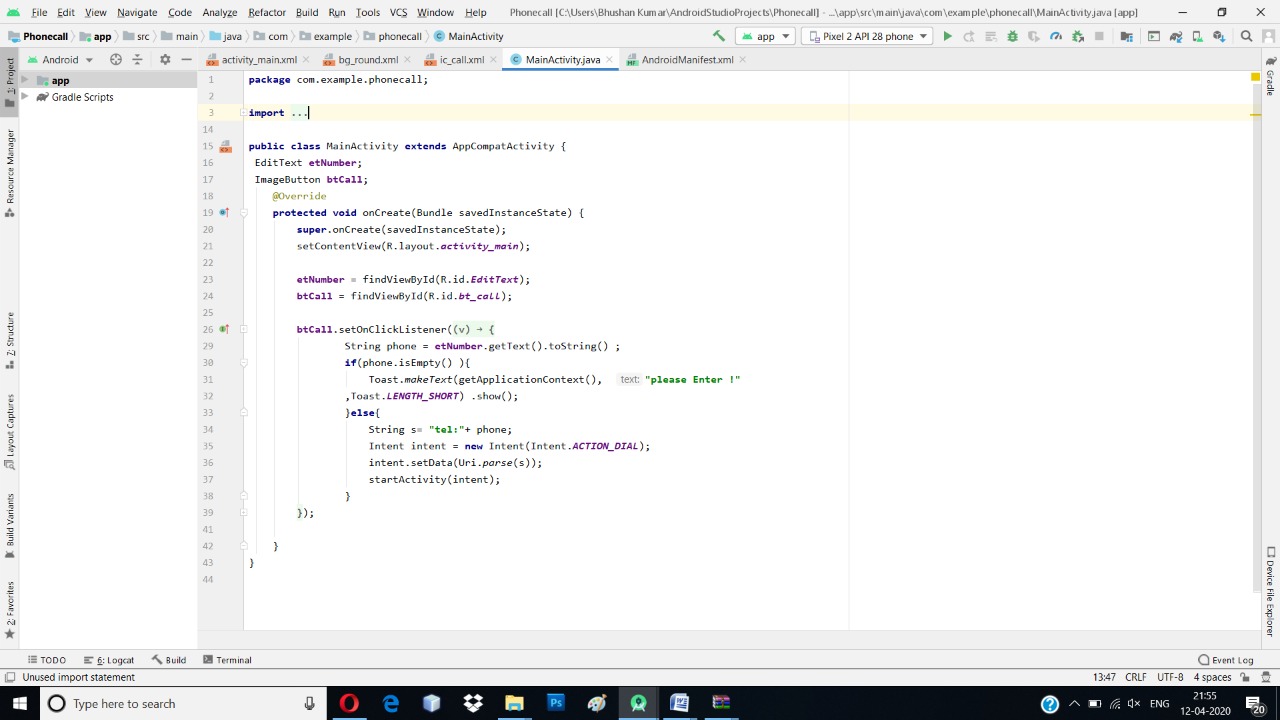 File Edit View Navigate Code Analyze Refactor Build Run Tools VCS Window Help Phonecall [C:\Users\Bhushan Kumar\AndroidStudioProjects\Phonecall] - ...\app\src\main\java\com\example\phonecall\MainActivity.java [app]
Phonecall app src main java com example phonecall MainActivity app Pixel 2 API 28 phone
Android activity_main.xml bg_round.xml ic_call.xml MainActivity.java AndroidManifest.xml
1: Project
Resource Manager
Z: Structure
Layout Captures
Build Variants
2: Favorites
app
Gradle Scripts
1 package com.example.phonecall;
2
3 import ...
14
15 public class MainActivity extends AppCompatActivity {
16 EditText etNumber;
17 ImageButton btCall;
18 @Override
19 protected void onCreate(Bundle savedInstanceState) {
20 super.onCreate(savedInstanceState);
21 setContentView(R.layout.activity_main);
22
23 etNumber = findViewById(R.id.EditText);
24 btCall = findViewById(R.id.bt_call);
25
26 btCall.setOnClickListener((v) → {
29 String phone = etNumber.getText().toString() ;
30 if(phone.isEmpty() ){
31 Toast.makeText(getApplicationContext(), text: "please Enter !"
32 ,Toast.LENGTH_SHORT) .show();
33 }else{
34 String s= "tel:"+ phone;
35 Intent intent = new Intent(Intent.ACTION_DIAL);
36 intent.setData(Uri.parse(s));
37 startActivity(intent);
38 }
39 });
41
42 }
43 }
44
Gradle
Device File Explorer
TODO 6: Logcat Build Terminal Event Log
Unused import statement 13:47 CRLF UTF-8 4 spaces
Type here to search ENG 21:55
12-04-2020 20